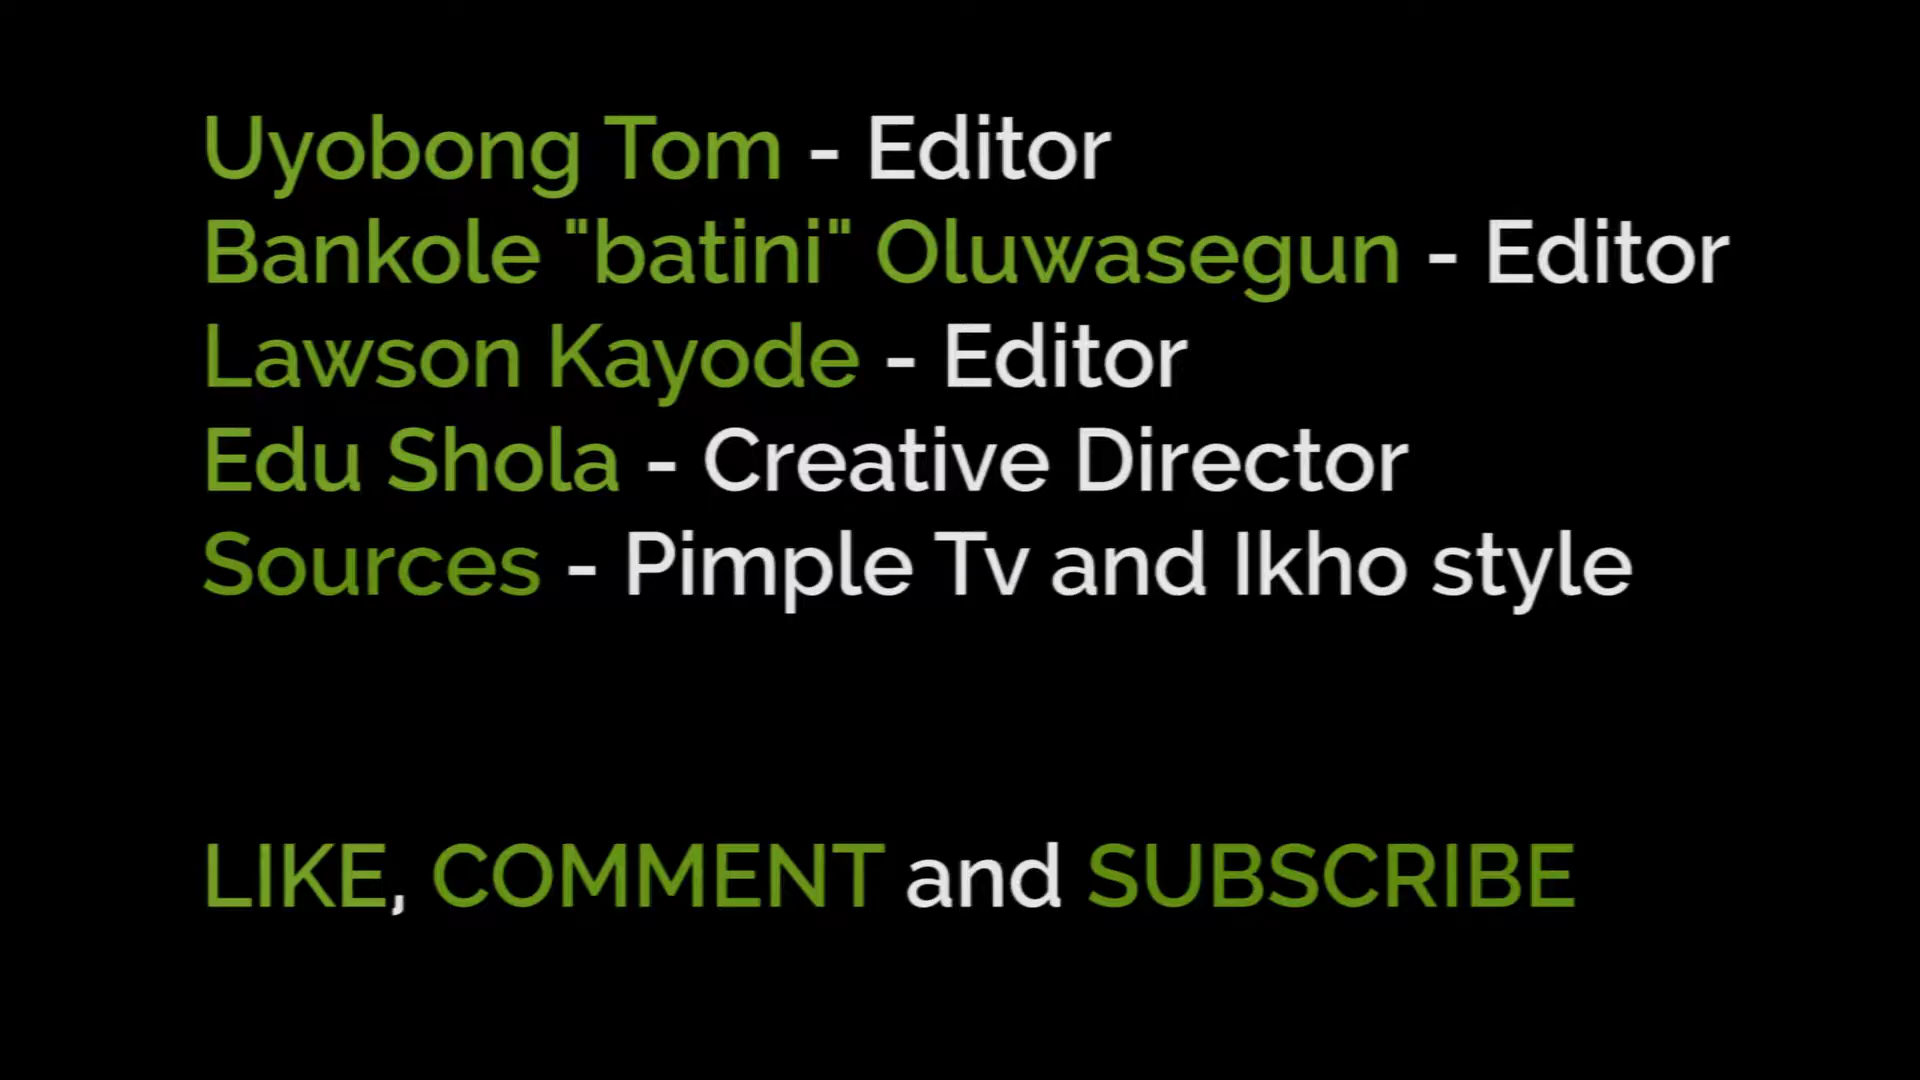 Uyobong Tom - Editor
Bankole "batini" Oluwasegun - Editor
Lawson Kayode - Editor
Edu Shola - Creative Director
Sources - Pimple Tv and Ikho style
LIKE, COMMENT and SUBSCRIBE